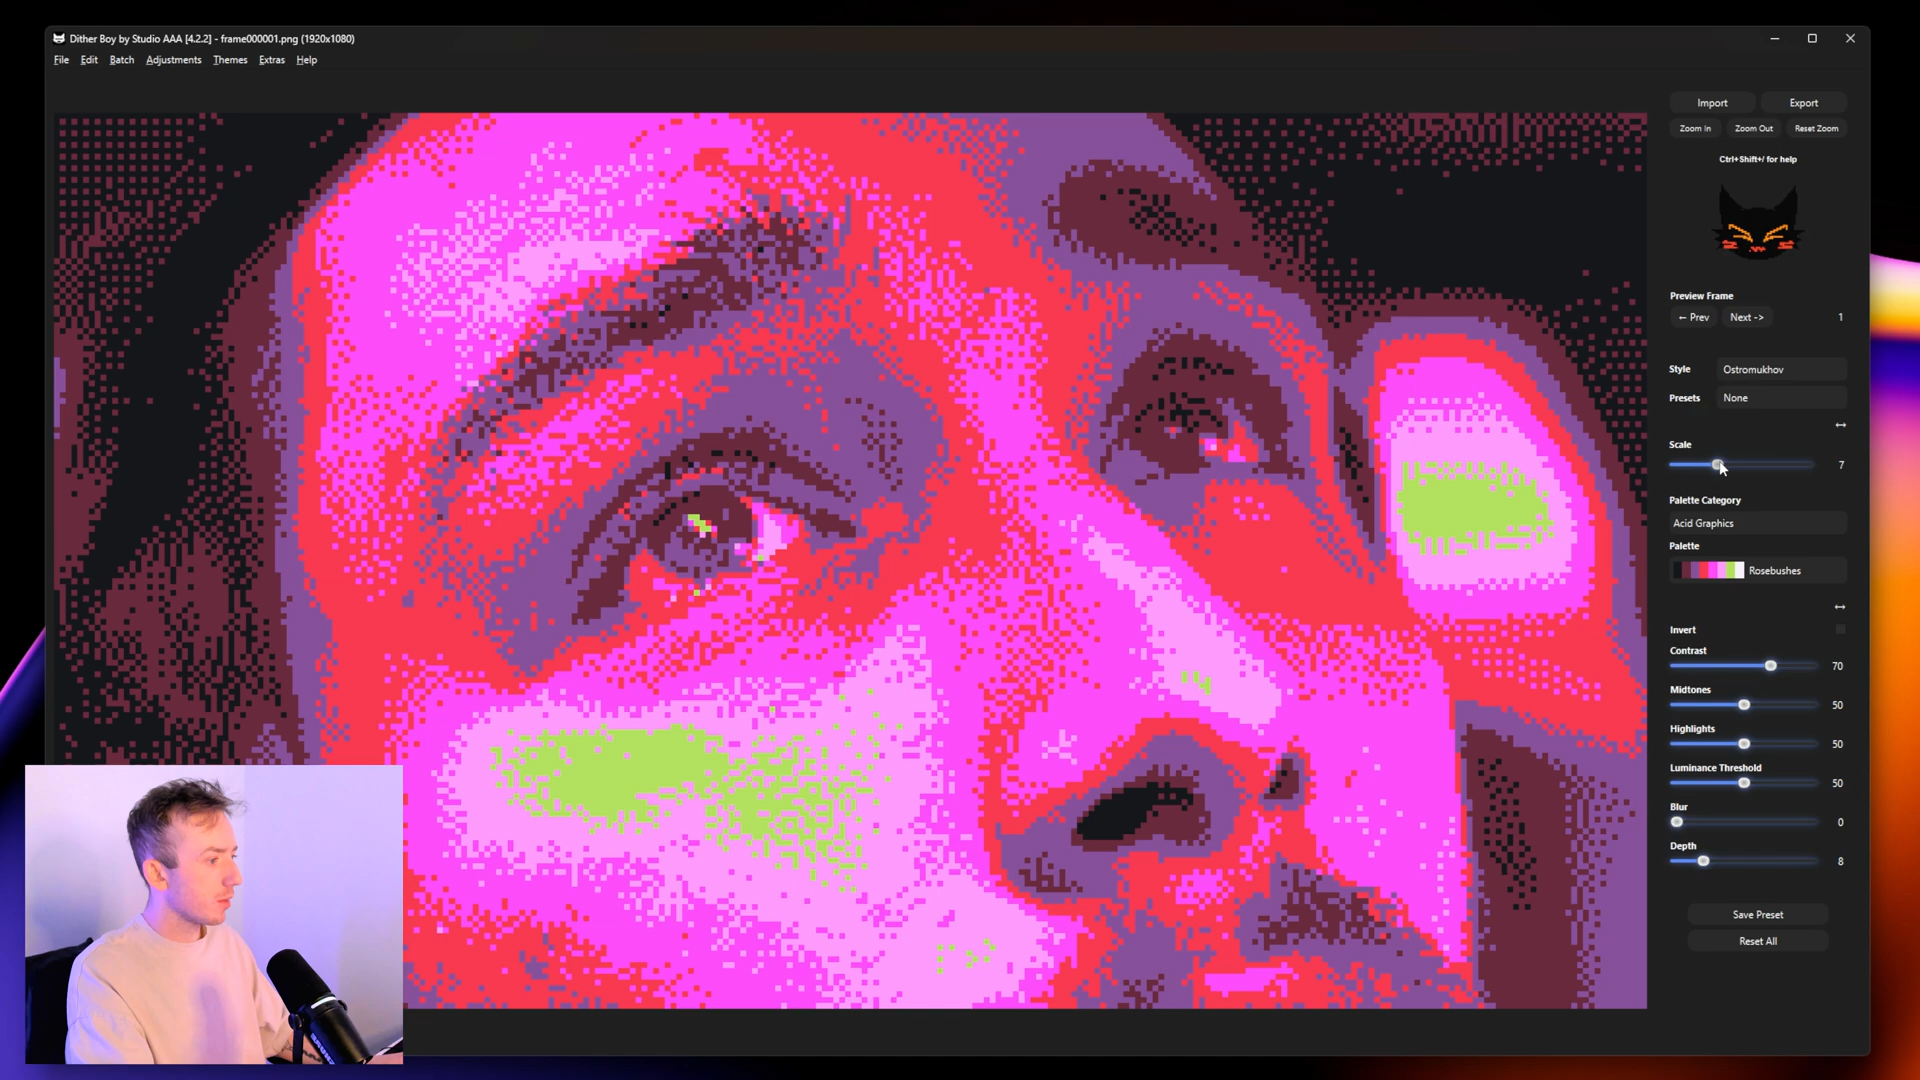 Dither Boy by Studio AAA [4.2.2] - frame000001.png (1920x1080)
File Edit Batch Adjustments Themes Extras Help
Import Export
Zoom In Zoom Out Reset Zoom
Ctrl+Shift+/ for help
Preview Frame
← Prev Next -> 1
Style Ostromukhov
Presets None
Scale
7
Palette Category
Acid Graphics
Palette
Rosebushes
Invert
Contrast
70
Midtones
50
Highlights
50
Luminance Threshold
50
Blur
0
Depth
8
Save Preset
Reset All